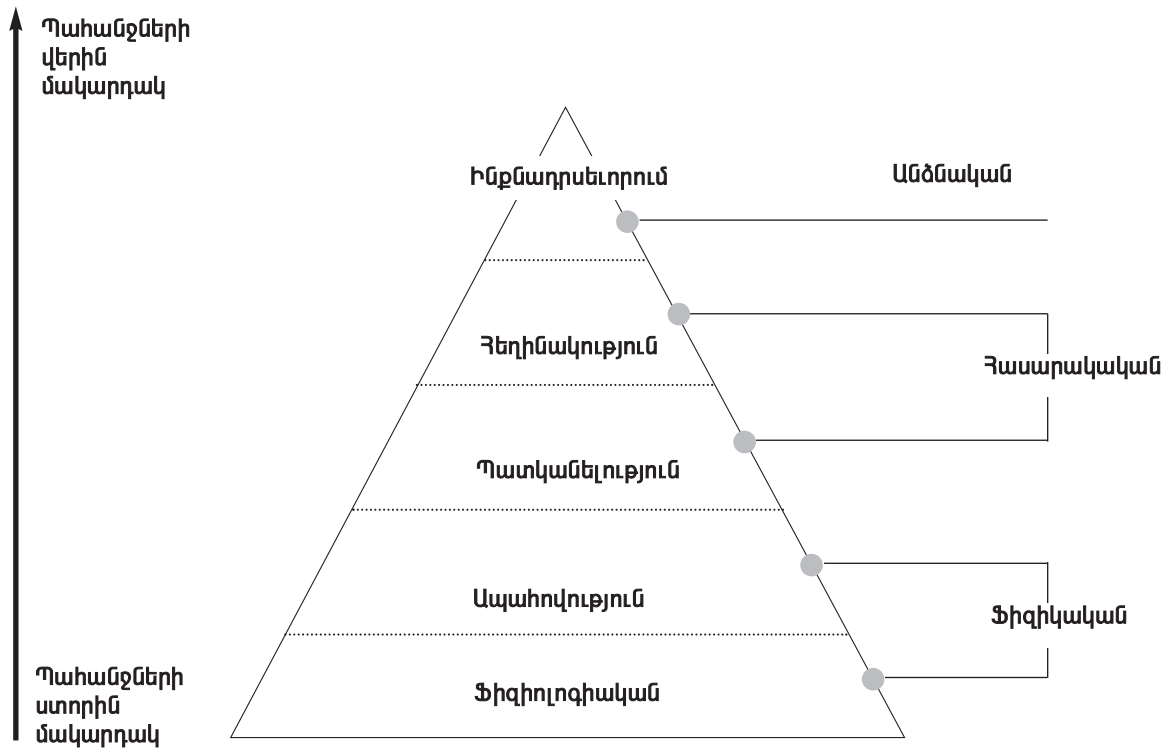 Պահանջների
վերին
մակարդակ
Ինքնադրսեւորում
Անձնական
Հեղինակություն
Հասարակական
Պատկանելություն
Ապահովություն
Ֆիզիկական
Պահանջների
ստորին
մակարդակ
Ֆիզիոլոգիական